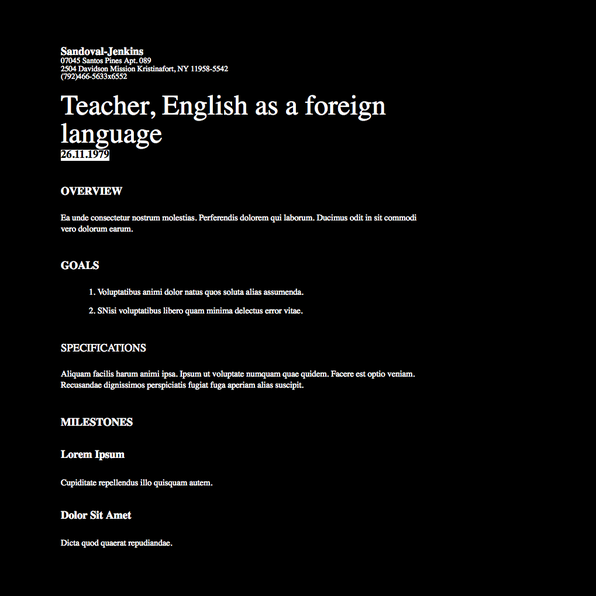 Sandoval-Jenkins
07045 Santos Pines Apt. 089
2504 Davidson Mission Kristinafort, NY 11958-5542
(792)466-5633x6552
Teacher, English as a foreign
language
26.11.1979
OVERVIEW
Ea unde consectetur nostrum molestias. Perferendis dolorem qui laborum. Ducimus odit in sit commodi
vero dolorum earum.
GOALS
1. Voluptatibus animi dolor natus quos soluta alias assumenda.
2. SNisi voluptatibus libero quam minima delectus error vitae.
SPECIFICATIONS
Aliquam facilis harum animi ipsa. Ipsum ut voluptate numquam quae quidem. Facere est optio veniam.
Recusandae dignissimos perspiciatis fugiat fuga aperiam alias suscipit.
MILESTONES
Lorem Ipsum
Cupiditate repellendus illo quisquam autem.
Dolor Sit Amet
Dicta quod quaerat repudiandae.